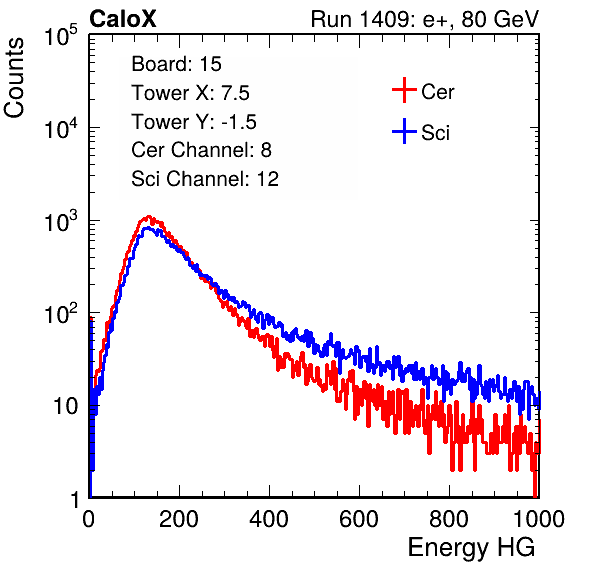 CaloX Run 1409: e+, 80 GeV
Board: 15
Tower X: 7.5
Tower Y: -1.5
Cer Channel: 8
Sci Channel: 12
Cer
Sci
Counts
10^5
10^4
10^3
10^2
10
1
0 200 400 600 800 1000
Energy HG